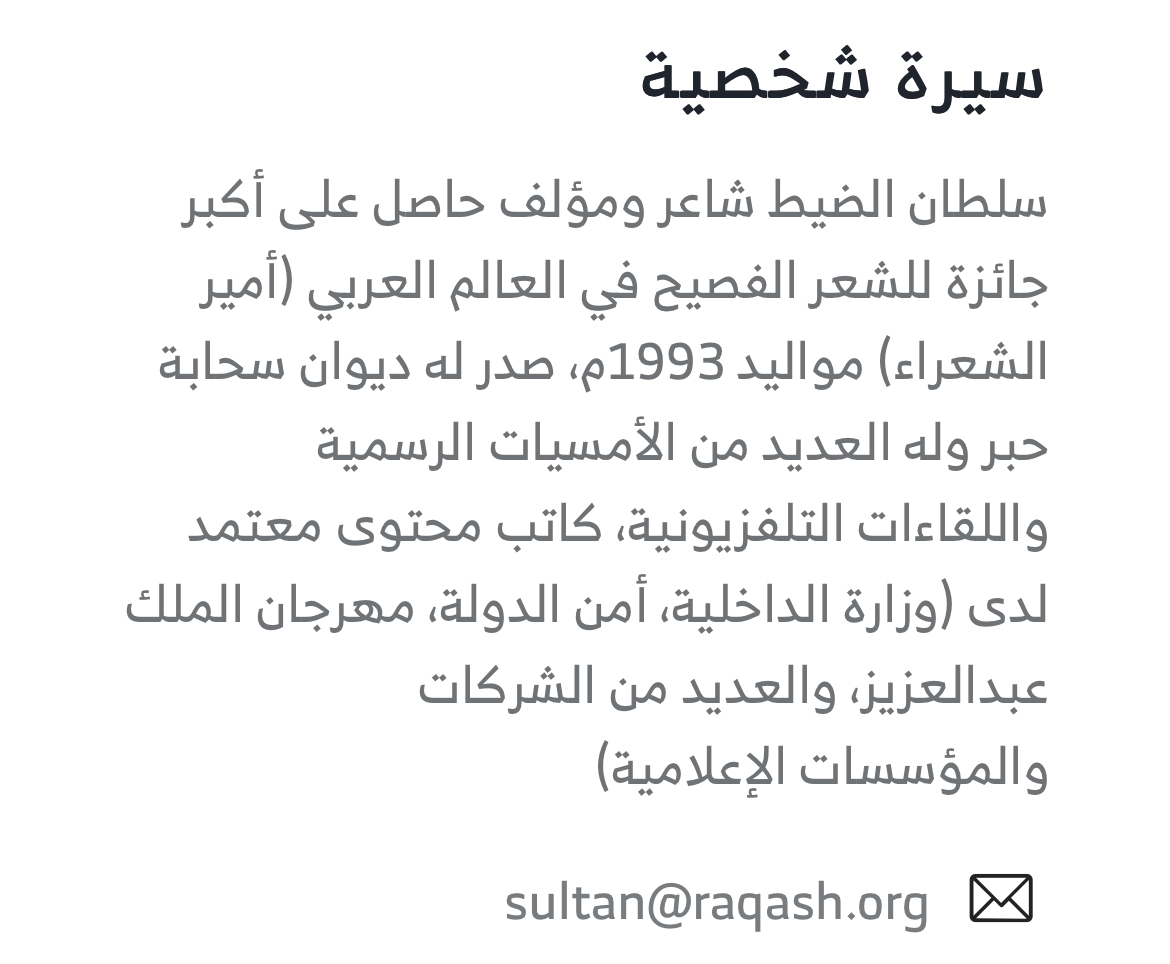 سيرة شخصية
سلطان الضيط شاعر ومؤلف حاصل على أكبر
جائزة للشعر الفصيح في العالم العربي (أمير
الشعراء) مواليد 1993م، صدر له ديوان سحابة
حبر وله العديد من الأمسيات الرسمية
واللقاءات التلفزيونية، كاتب محتوى معتمد
لدى (وزارة الداخلية، أمن الدولة، مهرجان الملك
عبدالعزيز، والعديد من الشركات
والمؤسسات الإعلامية)
sultan@raqash.org